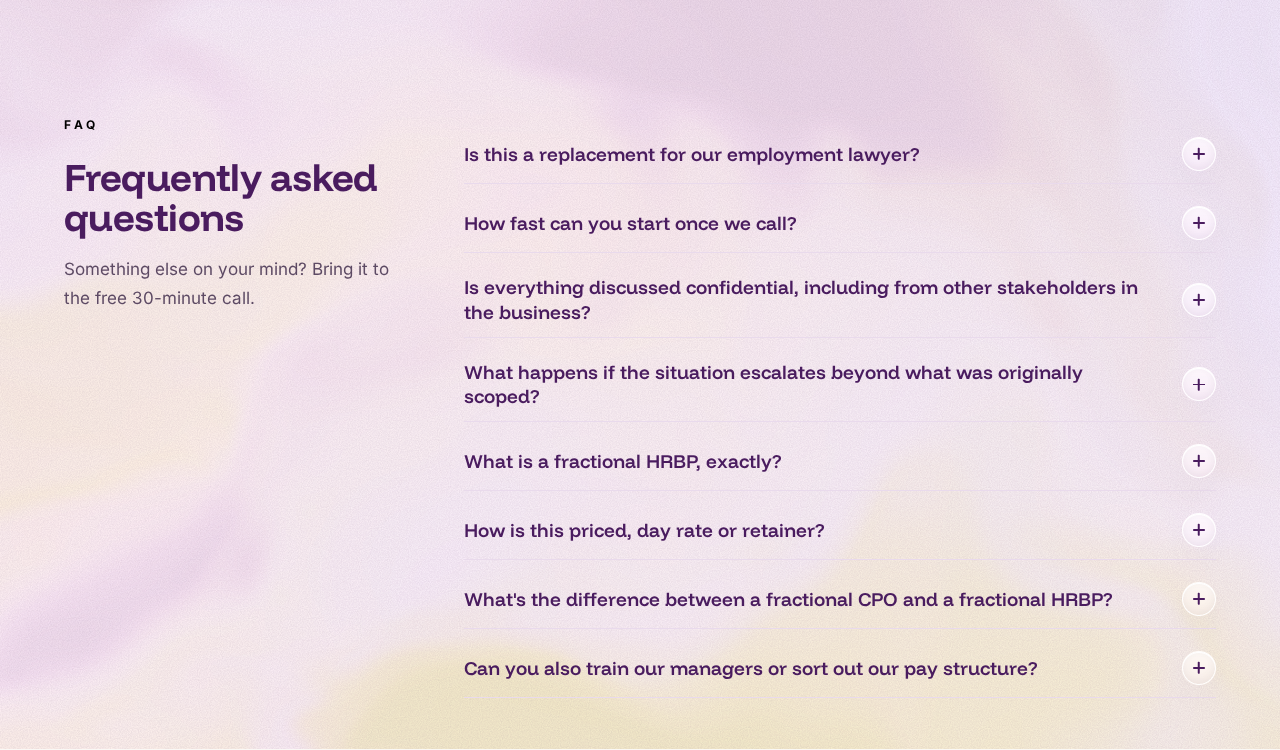 FAQ
Frequently asked
questions
Something else on your mind? Bring it to
the free 30-minute call.
Is this a replacement for our employment lawyer?
How fast can you start once we call?
Is everything discussed confidential, including from other stakeholders in
the business?
What happens if the situation escalates beyond what was originally
scoped?
What is a fractional HRBP, exactly?
How is this priced, day rate or retainer?
What's the difference between a fractional CPO and a fractional HRBP?
Can you also train our managers or sort out our pay structure?